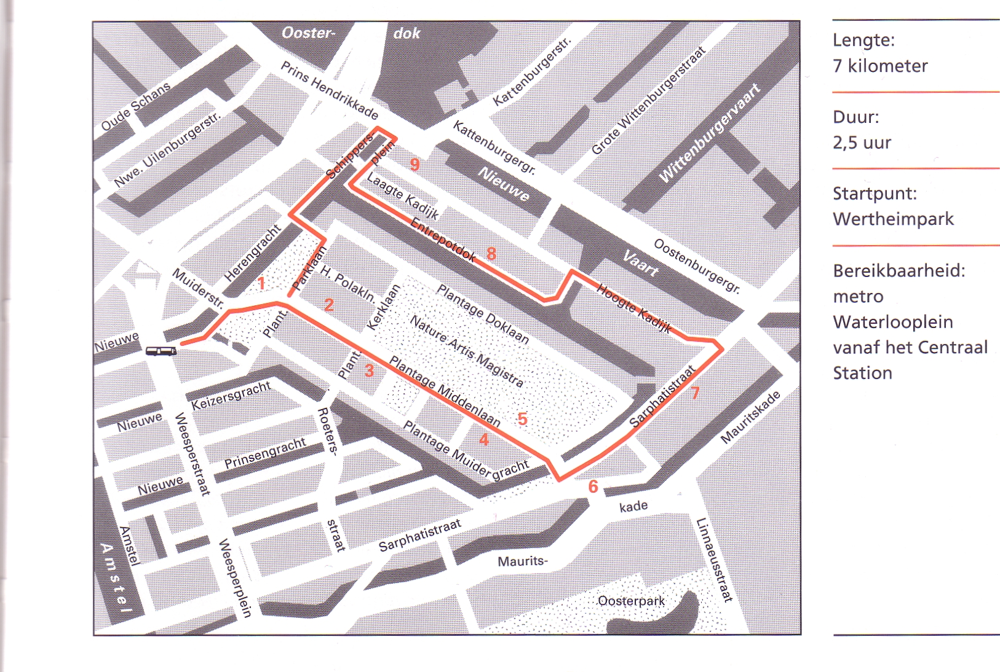 Ooster-
dok
Prins Hendrikkade
Kattenburgerstr.
Oude Schans
Nwe. Uilenburgerstr.
Grote Wittenburgerstraat
Wittenburgervaart
Kattenburgergr.
Schippers-
plein
9
Nieuwe
Laagte Kadijk
Entrepotdok
8
Vaart
Oostenburgergr.
Herengracht
Parklaan
Muiderstr.
1
H. Polakln.
2
Kerklaan
Plantage Doklaan
Hoogte Kadijk
Plant.
Nature Artis Magistra
Nieuwe
Plant.
3
Plantage Middenlaan
Sarphatistraat
7
Keizersgracht
Nieuwe
Weesperstraat
Roeters-
5
4
Mauritskade
Plantage Muidergracht
Prinsengracht
Nieuwe
6
kade
Amstel
straat
Sarphatistraat
Linnaeusstraat
Amstel
Weesperplein
Maurits-
Oosterpark
Lengte:
7 kilometer
Duur:
2,5 uur
Startpunt:
Wertheimpark
Bereikbaarheid:
metro
Waterlooplein
vanaf het Centraal
Station